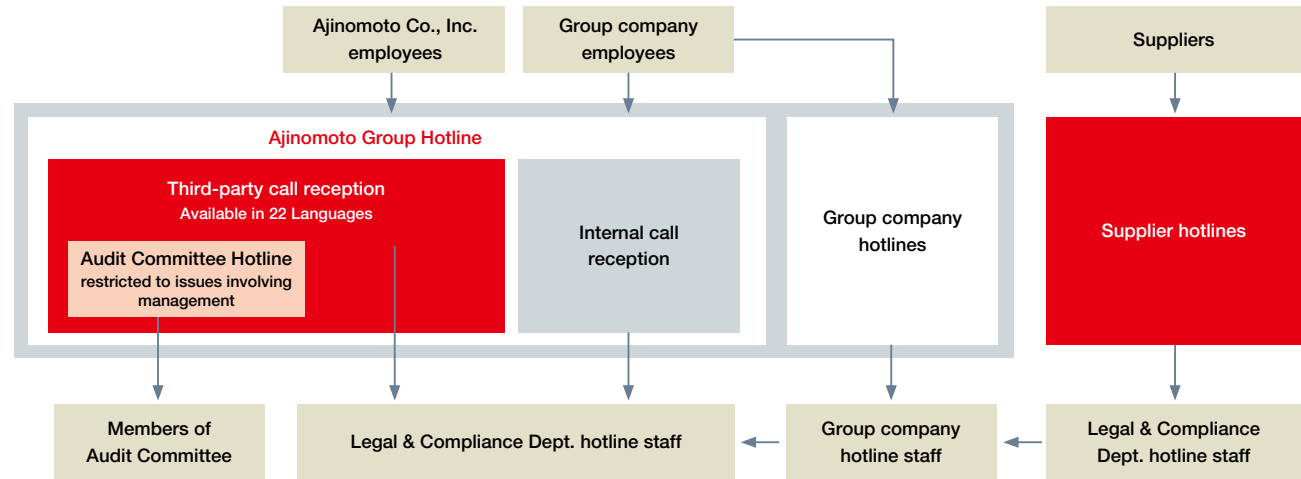 Ajinomoto Co., Inc.
employees
Group company
employees
Suppliers
Ajinomoto Group Hotline
Third-party call reception
Available in 22 Languages
Audit Committee Hotline
restricted to issues involving
management
Internal call
reception
Group company
hotlines
Supplier hotlines
Members of
Audit Committee
Legal & Compliance Dept. hotline staff
Group company
hotline staff
Legal & Compliance
Dept. hotline staff